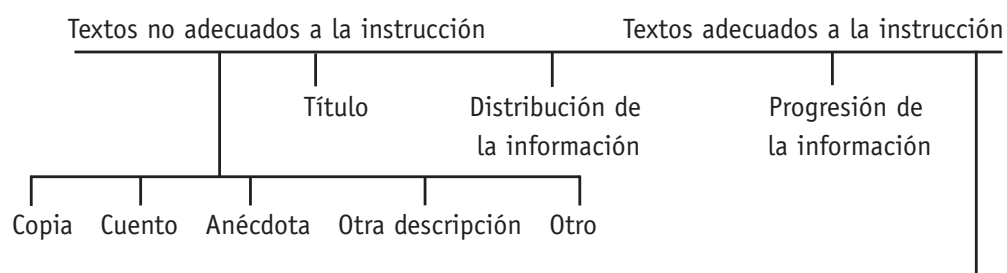 Textos no adecuados a la instrucción Textos adecuados a la instrucción
Título Distribución de la información Progresión de la información
Copia Cuento Anécdota Otra descripción Otro